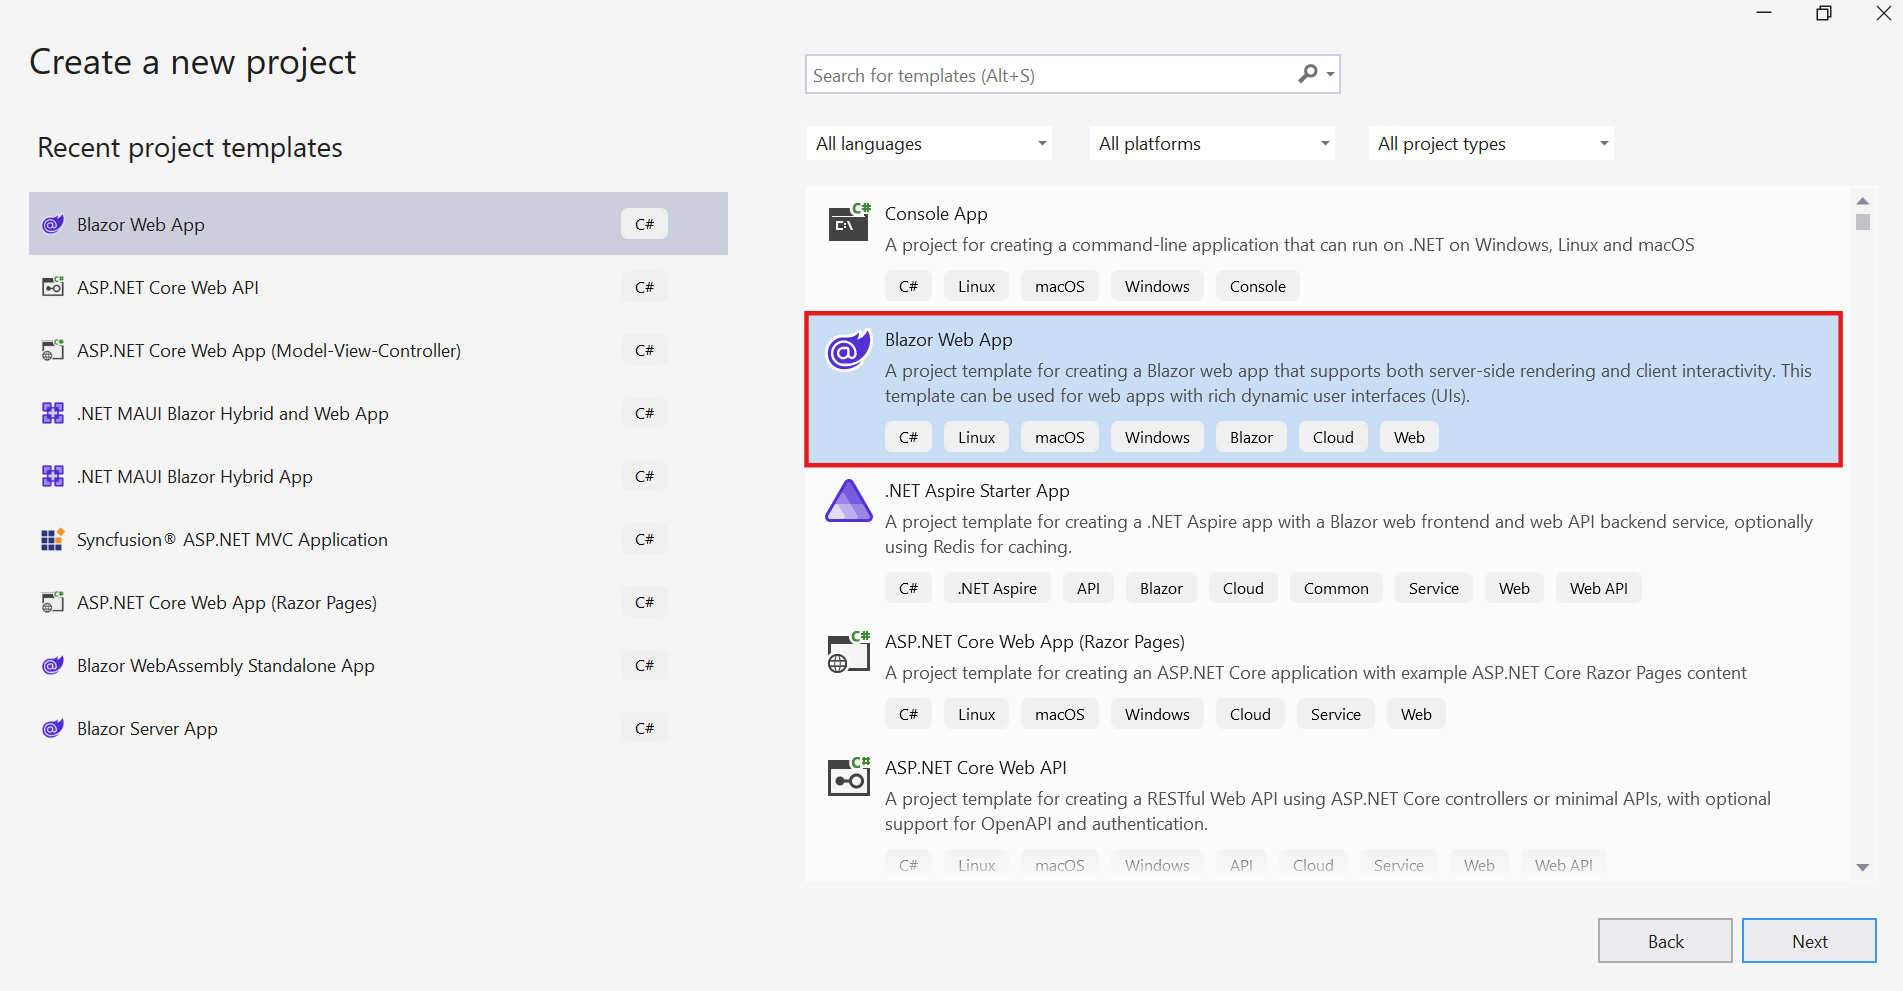 Create a new project
Search for templates (Alt+S)
Recent project templates
All languages
All platforms
All project types
Blazor Web App
C#
ASP.NET Core Web API
C#
ASP.NET Core Web App (Model-View-Controller)
C#
.NET MAUI Blazor Hybrid and Web App
C#
.NET MAUI Blazor Hybrid App
C#
Syncfusion® ASP.NET MVC Application
C#
ASP.NET Core Web App (Razor Pages)
C#
Blazor WebAssembly Standalone App
C#
Blazor Server App
C#
C#
C:\
Console App
A project for creating a command-line application that can run on .NET on Windows, Linux and macOS
C# Linux macOS Windows Console
@
Blazor Web App
A project template for creating a Blazor web app that supports both server-side rendering and client interactivity. This
template can be used for web apps with rich dynamic user interfaces (UIs).
C# Linux macOS Windows Blazor Cloud Web
.NET Aspire Starter App
A project template for creating a .NET Aspire app with a Blazor web frontend and web API backend service, optionally
using Redis for caching.
C# .NET Aspire API Blazor Cloud Common Service Web Web API
C#
ASP.NET Core Web App (Razor Pages)
A project template for creating an ASP.NET Core application with example ASP.NET Core Razor Pages content
C# Linux macOS Windows Cloud Service Web
C#
ASP.NET Core Web API
A project template for creating a RESTful Web API using ASP.NET Core controllers or minimal APIs, with optional
support for OpenAPI and authentication.
C# Linux macOS Windows API Cloud Service Web Web API
Back
Next